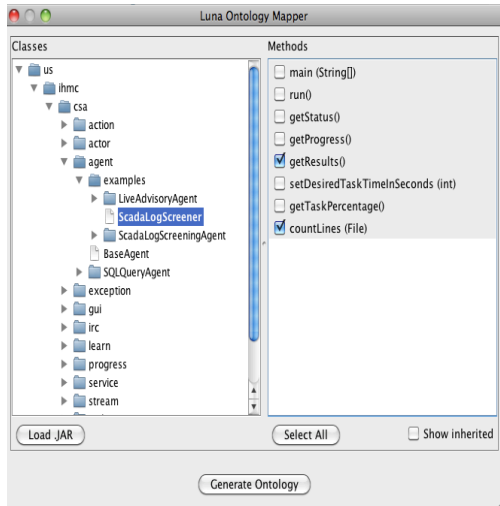 Luna Ontology Mapper
Classes
us
ihmc
csa
action
actor
agent
examples
LiveAdvisoryAgent
ScadaLogScreener
ScadaLogScreeningAgent
BaseAgent
SQLQueryAgent
exception
gui
irc
learn
progress
service
stream
Load .JAR
Methods
main (String[])
run()
getStatus()
getProgress()
getResults()
setDesiredTaskTimeInSeconds (int)
getTaskPercentage()
countLines (File)
Select All
Show inherited
Generate Ontology